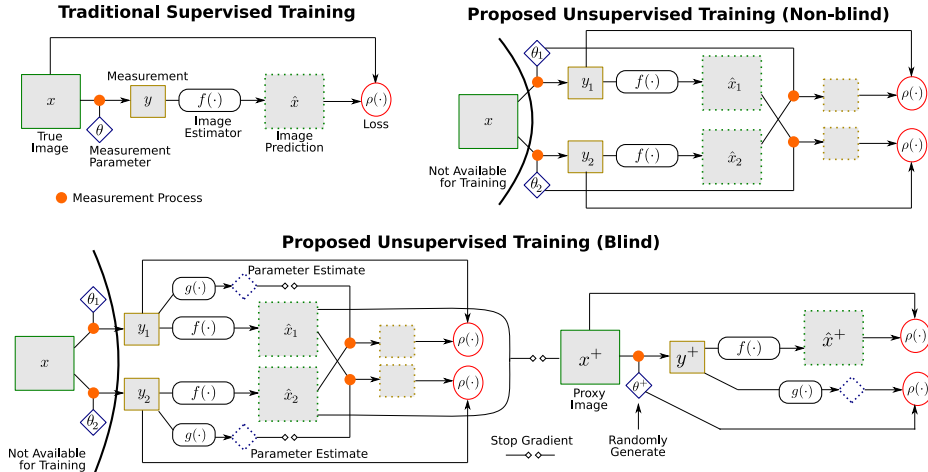 Traditional Supervised Training
Measurement
x
y
f(·)
x̂
ρ(·)
θ
True
Image
Measurement
Parameter
Image
Estimator
Image
Prediction
Loss
Measurement Process
Proposed Unsupervised Training (Non-blind)
θ₁
y₁
f(·)
x̂₁
ρ(·)
x
y₂
f(·)
x̂₂
ρ(·)
θ₂
Not Available
for Training
Proposed Unsupervised Training (Blind)
Parameter Estimate
g(·)
θ₁
y₁
f(·)
x̂₁
ρ(·)
x
y₂
f(·)
x̂₂
ρ(·)
θ₂
g(·)
Parameter Estimate
Not Available
for Training
Stop Gradient
x⁺
Proxy
Image
θ⁺
Randomly
Generate
y⁺
f(·)
x̂⁺
ρ(·)
g(·)
ρ(·)